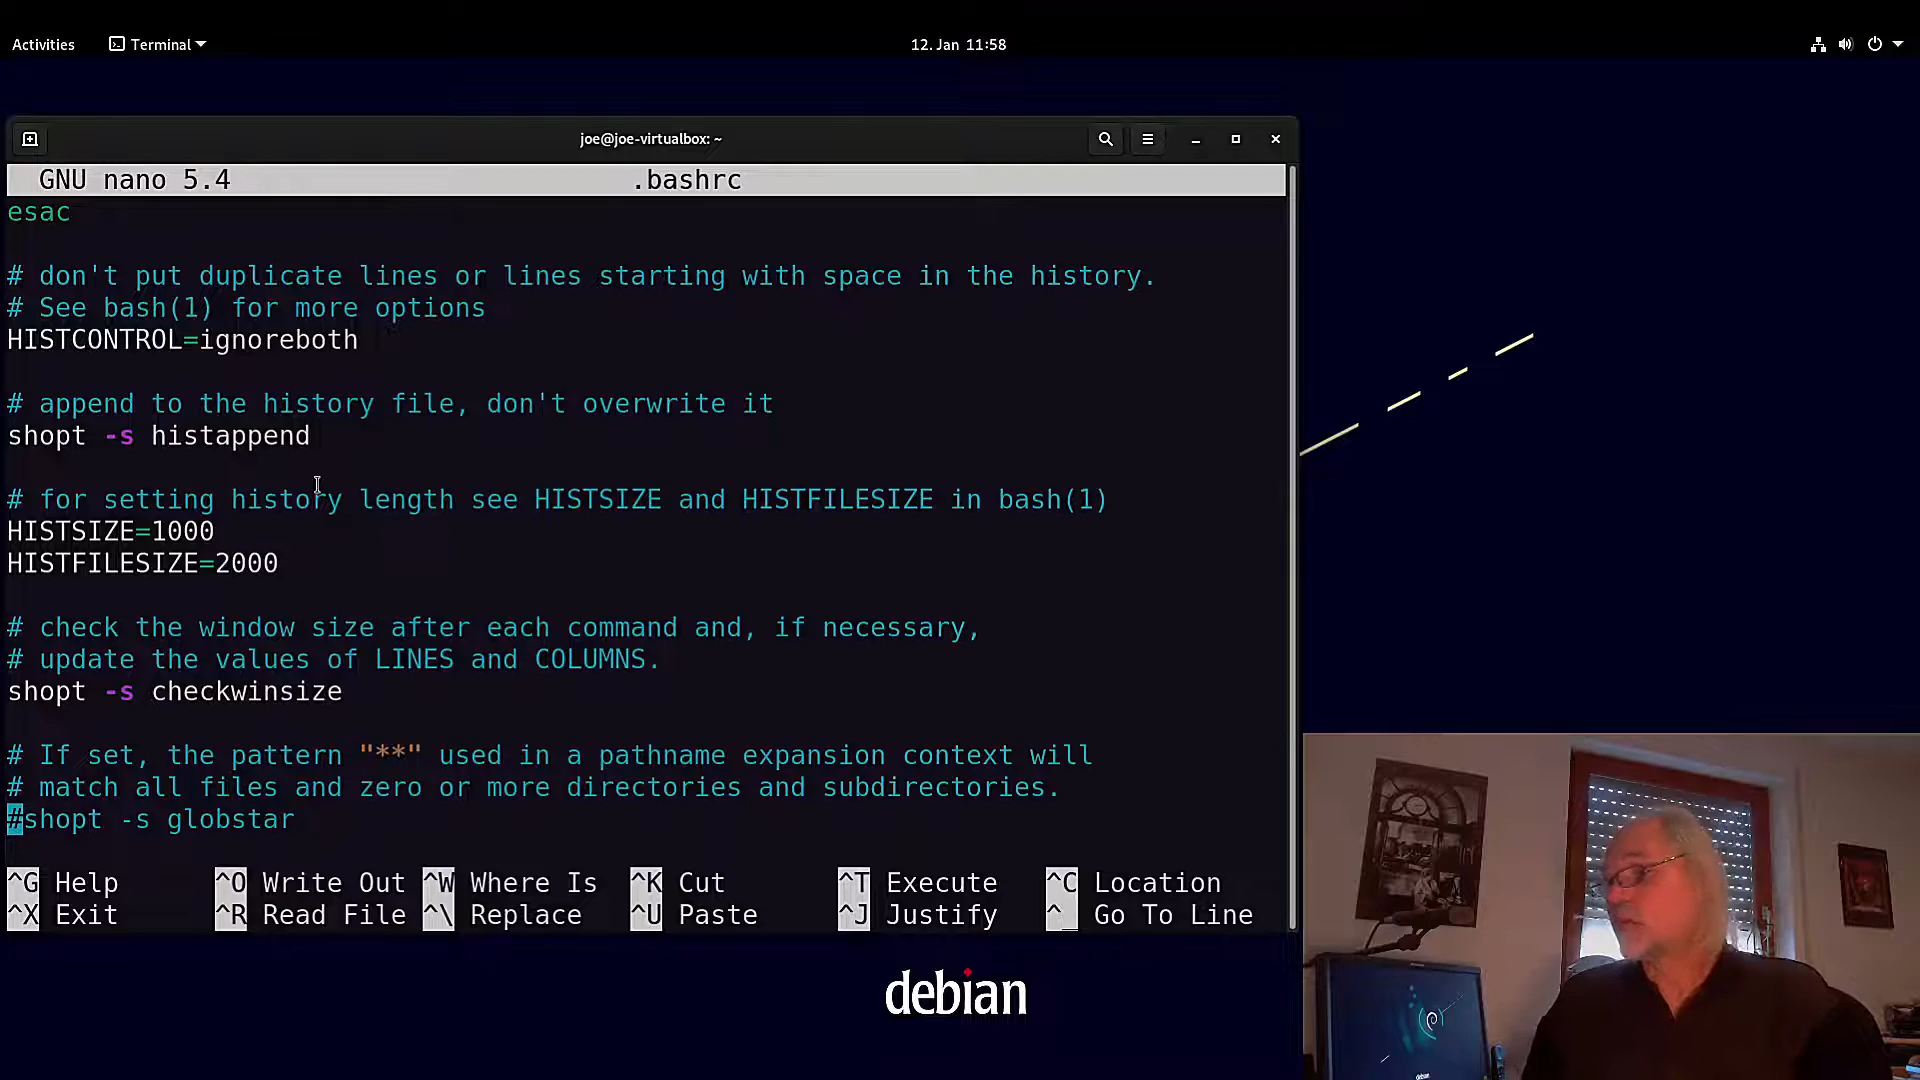 Activities
Terminal
12. Jan 11:58
joe@joe-virtualbox: ~
GNU nano 5.4
.bashrc
esac
# don't put duplicate lines or lines starting with space in the history.
# See bash(1) for more options
HISTCONTROL=ignoreboth
# append to the history file, don't overwrite it
shopt -s histappend
# for setting history length see HISTSIZE and HISTFILESIZE in bash(1)
HISTSIZE=1000
HISTFILESIZE=2000
# check the window size after each command and, if necessary,
# update the values of LINES and COLUMNS.
shopt -s checkwinsize
# If set, the pattern "**" used in a pathname expansion context will
# match all files and zero or more directories and subdirectories.
#shopt -s globstar
^G Help ^O Write Out ^W Where Is ^K Cut ^T Execute ^C Location
^X Exit ^R Read File ^\ Replace ^U Paste ^J Justify ^_ Go To Line
debian
debian